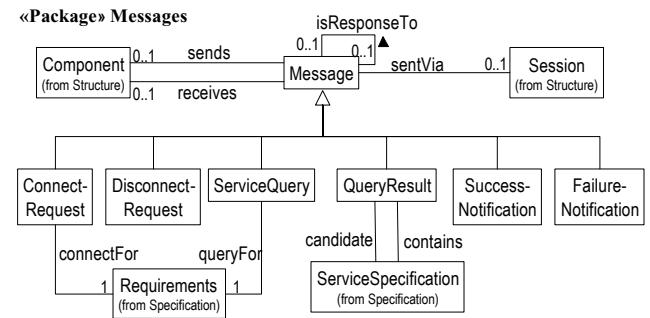 «Package» Messages
isResponseTo
0..1
0..1
Component
(from Structure)
0..1
sends
0..1
receives
Message
sentVia
0..1
Session
(from Structure)
Connect-
Request
Disconnect-
Request
ServiceQuery
QueryResult
Success-
Notification
Failure-
Notification
connectFor
queryFor
candidate
contains
1
Requirements
(from Specification)
1
ServiceSpecification
(from Specification)